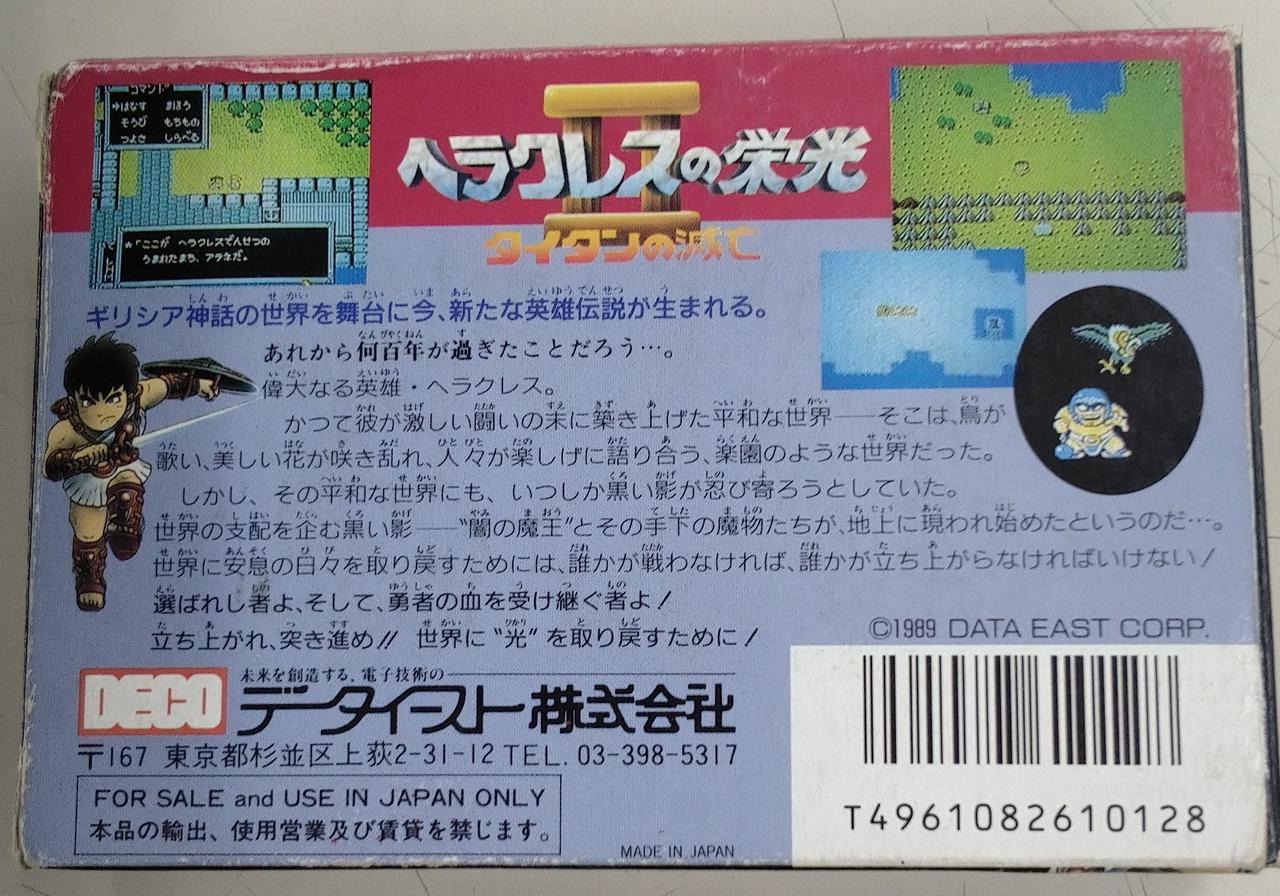 コマンド
はなす まほう
そうび もちもの
つよさ しらべる
II
ヘラクレスの栄光
タイタンの滅亡
*「ここが ヘラクレスでんせつの
うまれたまち、アテネだ。
ギリシア神話の世界を舞台に今、新たな英雄伝説が生まれる。
あれから何百年が過ぎたことだろう…。
偉大なる英雄・ヘラクレス。
かつて彼が激しい闘いの末に築き上げた平和な世界──そこは、鳥が
歌い、美しい花が咲き乱れ、人々が楽しげに語り合う、楽園のような世界だった。
しかし、その平和な世界にも、いつしか黒い影が忍び寄ろうとしていた。
世界の支配を企む黒い影──“闇の魔王”とその手下の魔物たちが、地上に現われ始めたというのだ…。
世界に安息の日々を取り戻すためには、誰かが戦わなければ、誰かが立ち上がらなければいけない!
選ばれし者よ、そして、勇者の血を受け継ぐ者よ!
立ち上がれ、突き進め!! 世界に“光”を取り戻すために!
©1989 DATA EAST CORP.
DECO
未来を創造する、電子技術の
データイースト株式会社
〒167 東京都杉並区上荻2-31-12 TEL. 03-398-5317
FOR SALE and USE IN JAPAN ONLY
本品の輸出、使用営業及び賃貸を禁じます。
MADE IN JAPAN
T4961082610128